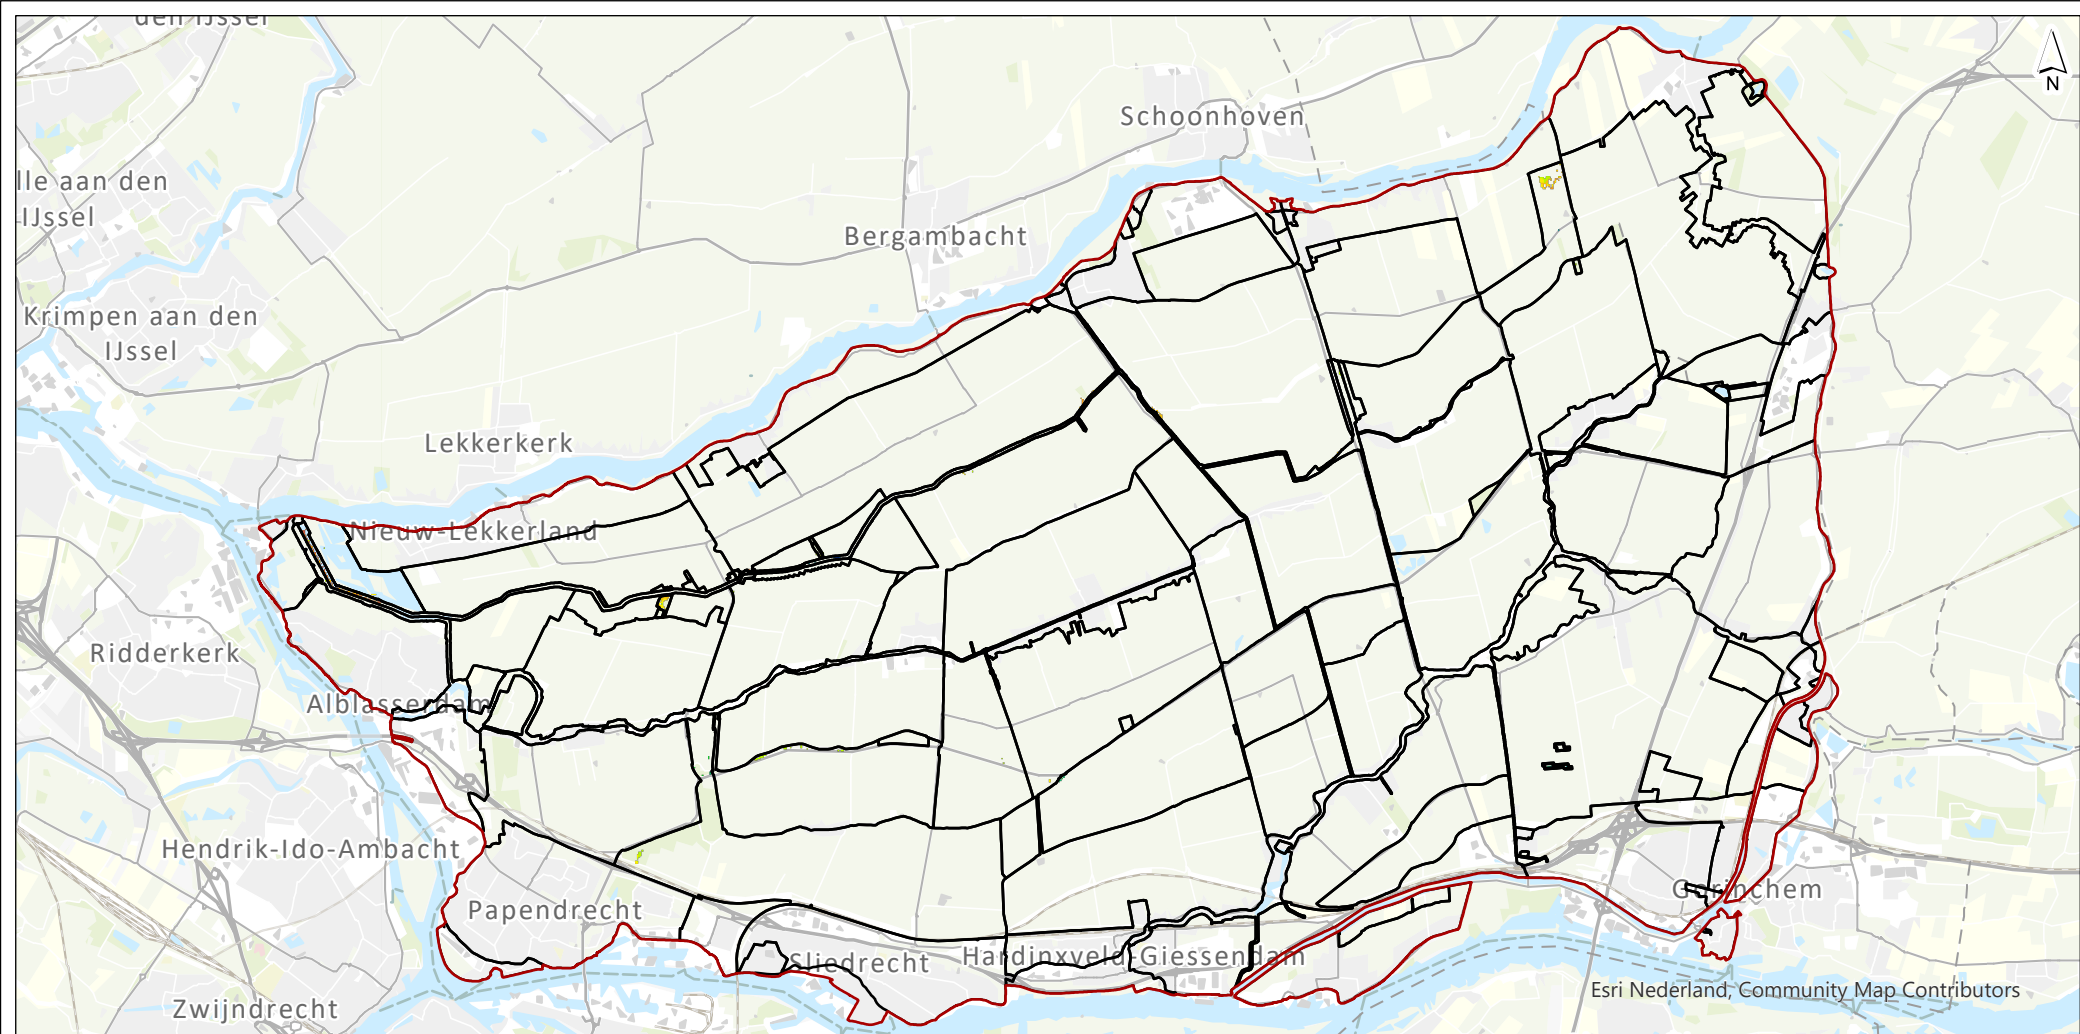 den IJssel
N
Schoonhoven
lle aan den
IJssel
Bergambacht
Krimpen aan den
IJssel
Lekkerkerk
Nieuw-Lekkerland
Ridderkerk
Alblasserdam
Hendrik-Ido-Ambacht
Gorinchem
Papendrecht
Sliedrecht
Hardinxveld-Giessendam
Esri Nederland, Community Map Contributors
Zwijndrecht